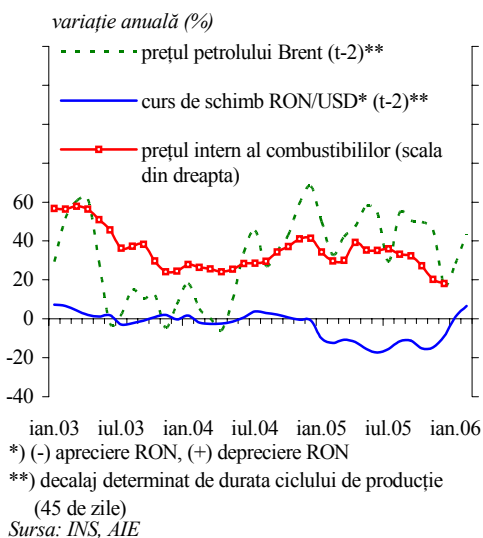 variație anuală (%)
prețul petrolului Brent (t-2)**
curs de schimb RON/USD* (t-2)**
prețul intern al combustibililor (scala
din dreapta)
60
40
20
0
-20
-40
ian.03 iul.03 ian.04 iul.04 ian.05 iul.05 ian.06
*) (-) apreciere RON, (+) depreciere RON
**) decalaj determinat de durata ciclului de producție
(45 de zile)
Sursa: INS, AIE